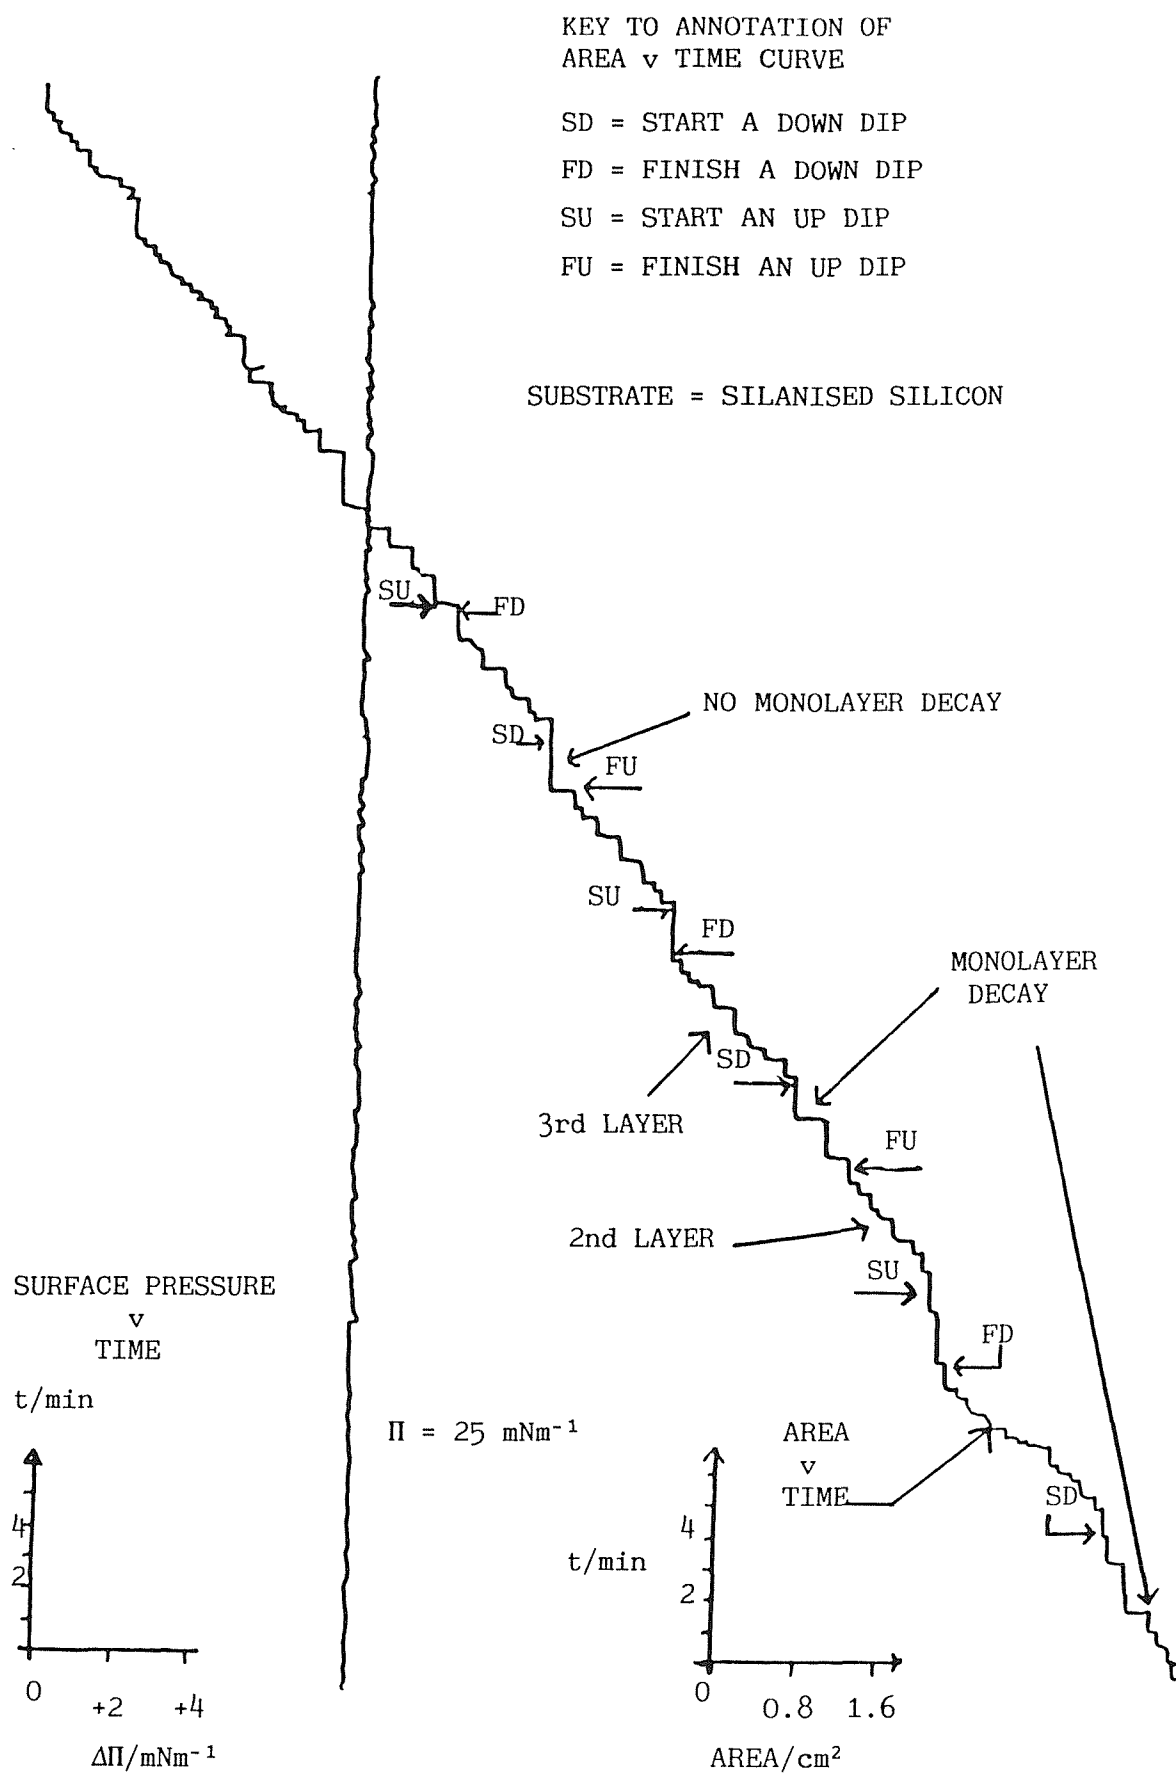 KEY TO ANNOTATION OF
AREA v TIME CURVE
SD = START A DOWN DIP
FD = FINISH A DOWN DIP
SU = START AN UP DIP
FU = FINISH AN UP DIP
SUBSTRATE = SILANISED SILICON
SU
FD
NO MONOLAYER DECAY
SD
FU
SU
FD
MONOLAYER
DECAY
SD
3rd LAYER
FU
2nd LAYER
SU
FD
SURFACE PRESSURE
v
TIME
t/min
4
2
0
+2
+4
ΔΠ/mNm⁻¹
Π = 25 mNm⁻¹
AREA
v
TIME
SD
t/min
4
2
0
0.8
1.6
AREA/cm²